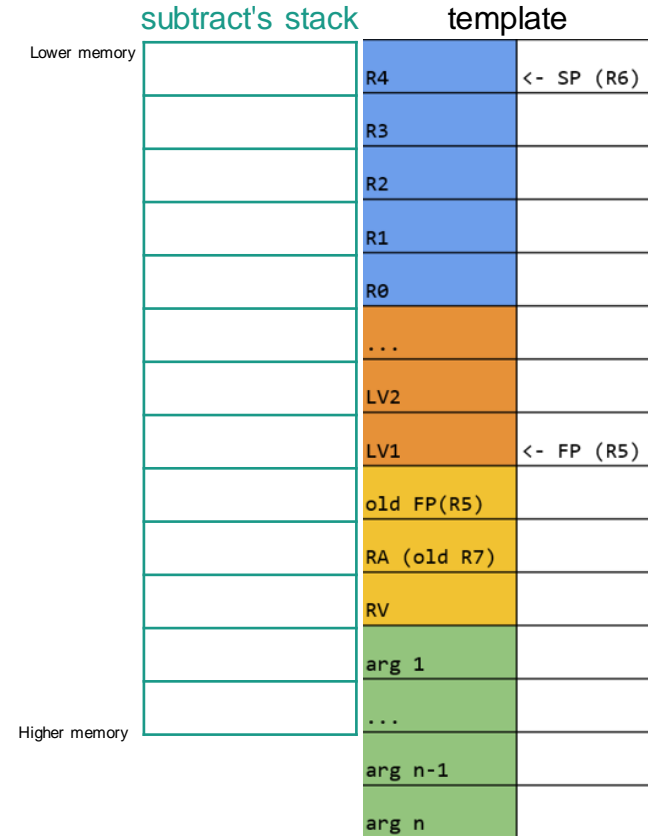 subtract's stack
template
Lower memory
R4
<- SP (R6)
R3
R2
R1
R0
...
LV2
LV1
<- FP (R5)
old FP(R5)
RA (old R7)
RV
arg 1
...
Higher memory
arg n-1
arg n